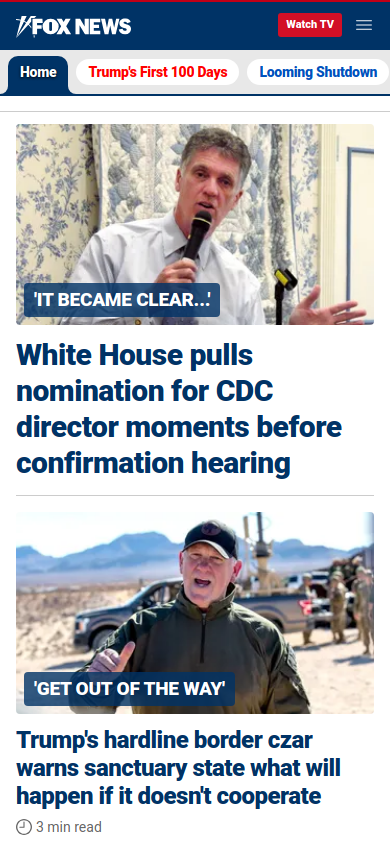 FOX NEWS
Watch TV
Home
Trump's First 100 Days
Looming Shutdown
'IT BECAME CLEAR...'
White House pulls
nomination for CDC
director moments before
confirmation hearing
'GET OUT OF THE WAY'
Trump's hardline border czar
warns sanctuary state what will
happen if it doesn't cooperate
3 min read